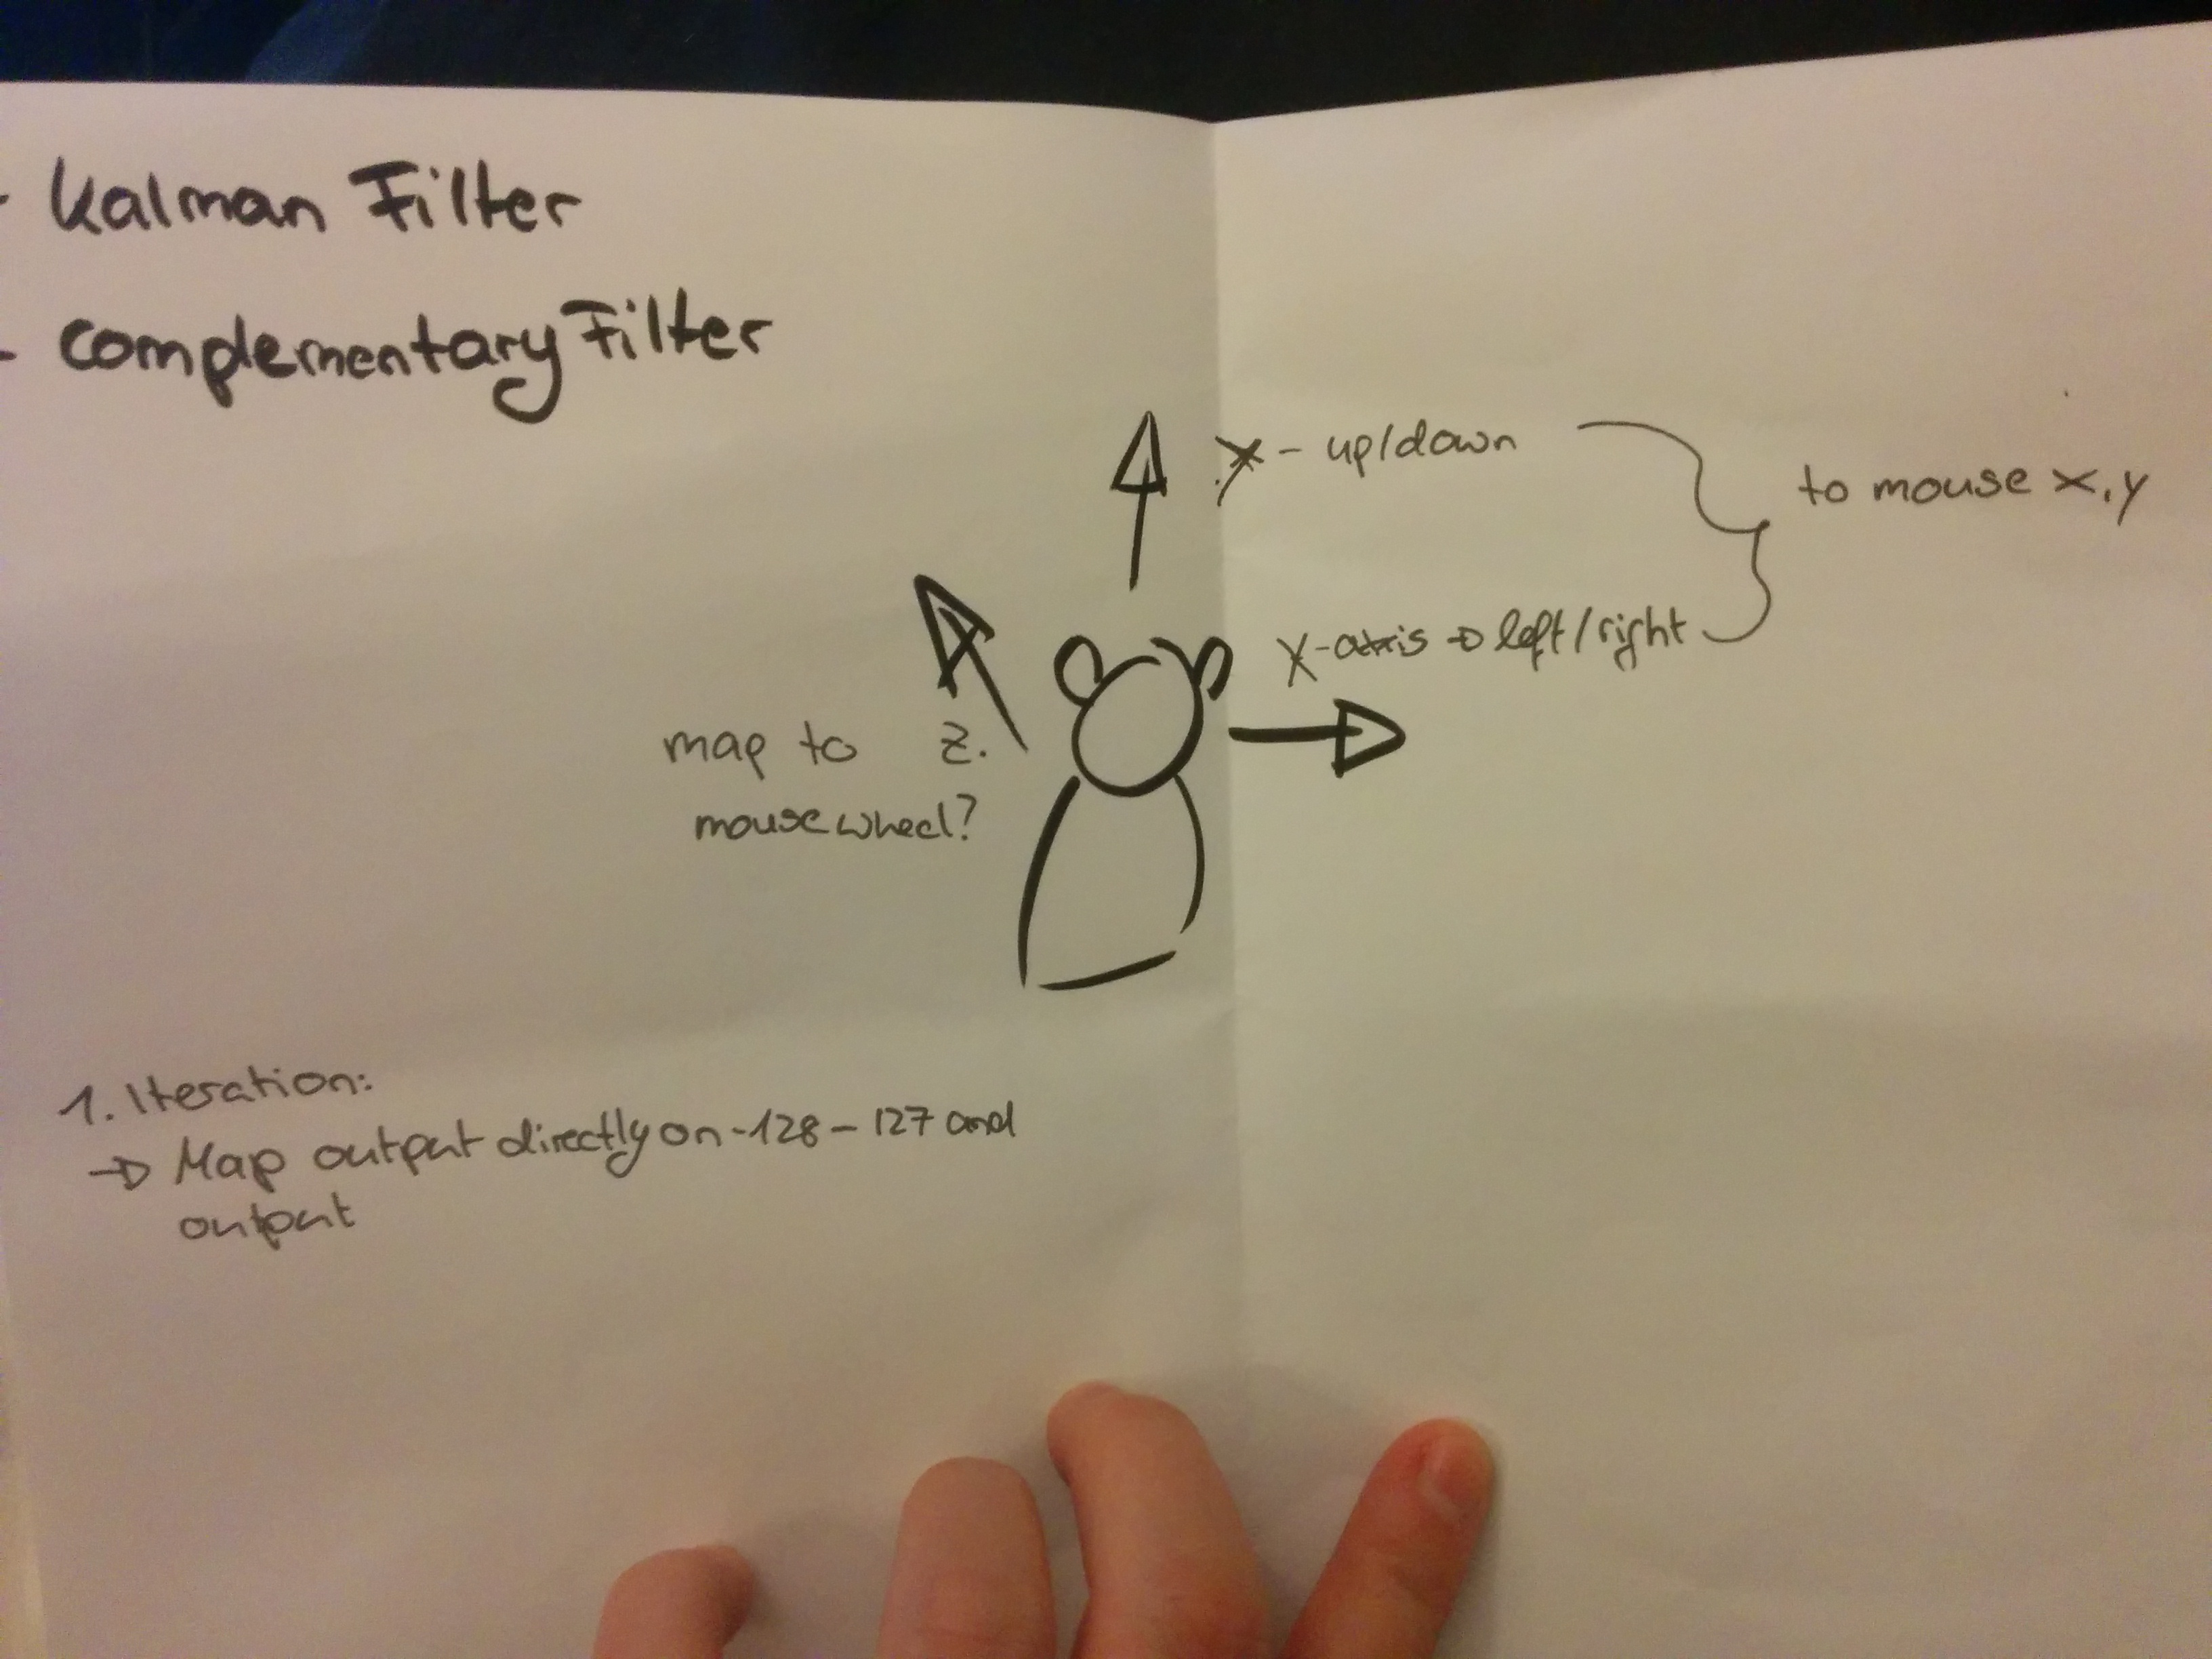 - Kalman Filter
- Complementary Filter
y - up/down
to mouse x,y
X-axis → left/right
map to z.
mousewheel?
1. Iteration:
→ Map output directly on -128 - 127 and
output